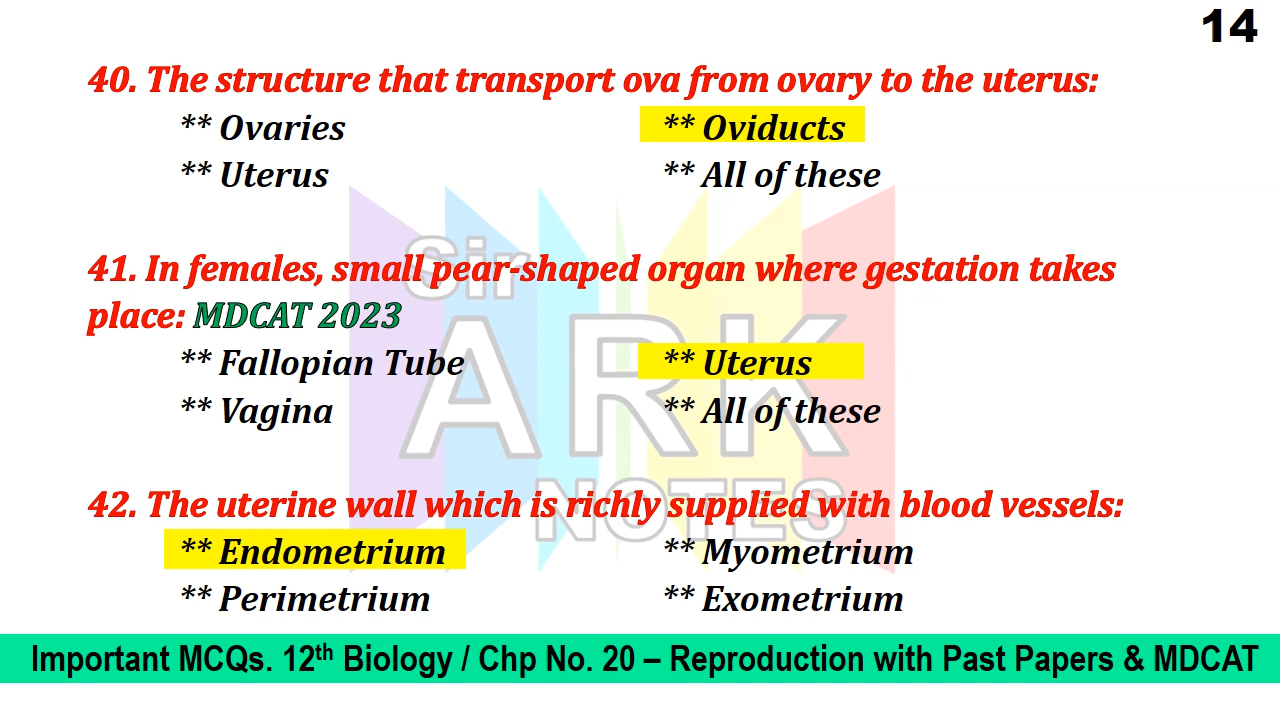 14
40. The structure that transport ova from ovary to the uterus:
** Ovaries ** Oviducts
** Uterus ** All of these
41. In females, small pear-shaped organ where gestation takes
place: MDCAT 2023
** Fallopian Tube ** Uterus
** Vagina ** All of these
42. The uterine wall which is richly supplied with blood vessels:
** Endometrium ** Myometrium
** Perimetrium ** Exometrium
Sir
ARK
NOTES
Important MCQs. 12th Biology / Chp No. 20 – Reproduction with Past Papers & MDCAT